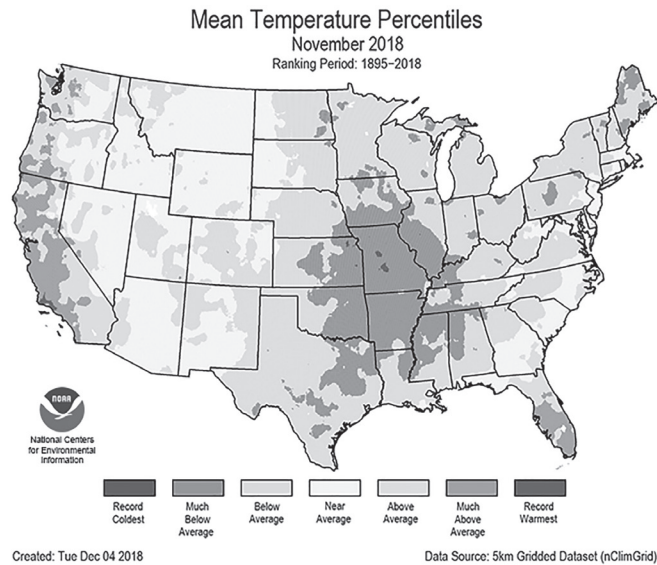 Mean Temperature Percentiles
November 2018
Ranking Period: 1895–2018
NOAA
National Centers
for Environmental
Information
Record
Coldest
Much
Below
Average
Below
Average
Near
Average
Above
Average
Much
Above
Average
Record
Warmest
Created: Tue Dec 04 2018
Data Source: 5km Gridded Dataset (nClimGrid)